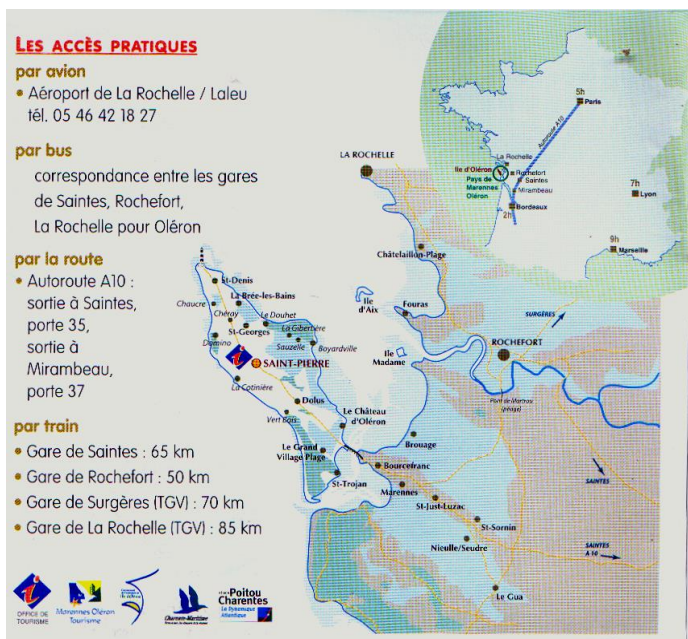 LES ACCÈS PRATIQUES
par avion
• Aéroport de La Rochelle / Laleu
tél. 05 46 42 18 27
par bus
correspondance entre les gares
de Saintes, Rochefort,
La Rochelle pour Oléron
par la route
• Autoroute A10 :
sortie à Saintes,
porte 35,
sortie à
Mirambeau,
porte 37
par train
• Gare de Saintes : 65 km
• Gare de Rochefort : 50 km
• Gare de Surgères (TGV) : 70 km
• Gare de La Rochelle (TGV) : 85 km
OFFICE DE
TOURISME
Marennes Oléron
Tourisme
Charente-Maritime
Poitou
Charentes
5h
Paris
Autoroute A10
La Rochelle
Ile d'Oléron
Pays de
Marennes
Oléron
Rochefort
Saintes
Mirambeau
2h
Bordeaux
7h
Lyon
9h
Marseille
LA ROCHELLE
Châtelaillon-Plage
Ile
d'Aix
Fouras
SURGÈRES
Ile
Madame
ROCHEFORT
Pont de Martrou
(péage)
St-Denis
La Brée-les-Bains
Chaucre
Chéray
Le Douhet
St-Georges
La Gibertière
Domino
Sauzelle
Boyardville
SAINT-PIERRE
La Cotinière
Dolus
Vert Bois
Le Château
d'Oléron
Le Grand
Village Plage
Brouage
Bourcefranc
St-Trojan
Marennes
SAINTES
St-Just-Luzac
St-Sornin
Nieulle/Seudre
SAINTES
A 10
Le Gua